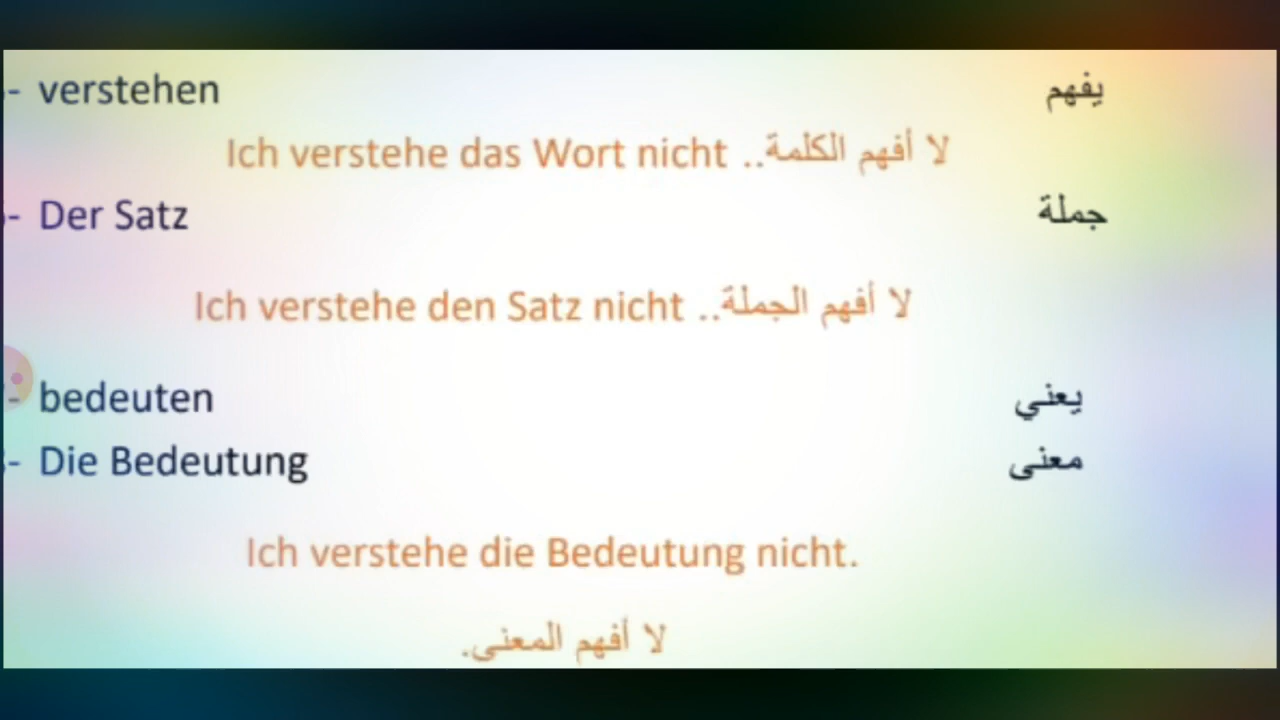 - verstehen يفهم
Ich verstehe das Wort nicht ..لا أفهم الكلمة
- Der Satz جملة
Ich verstehe den Satz nicht ..لا أفهم الجملة
- bedeuten يعني
- Die Bedeutung معنى
Ich verstehe die Bedeutung nicht.
لا أفهم المعنى.